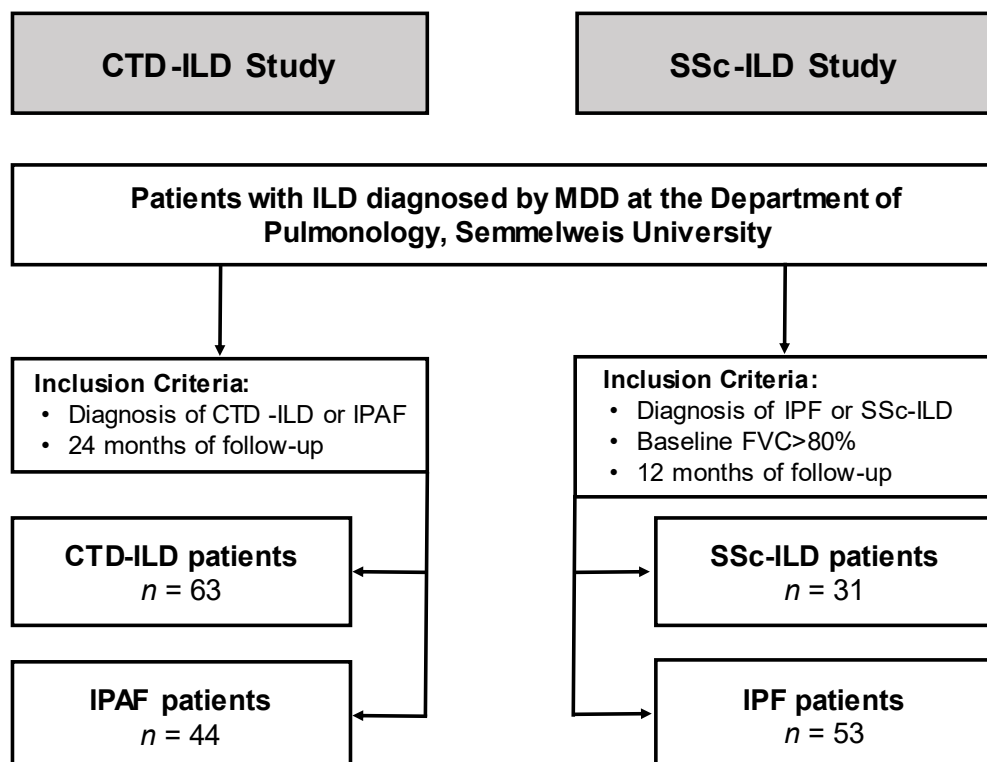 CTD-ILD Study
SSc-ILD Study
Patients with ILD diagnosed by MDD at the Department of
Pulmonology, Semmelweis University
Inclusion Criteria:
• Diagnosis of CTD -ILD or IPAF
• 24 months of follow-up
Inclusion Criteria:
• Diagnosis of IPF or SSc-ILD
• Baseline FVC>80%
• 12 months of follow-up
CTD-ILD patients
n = 63
SSc-ILD patients
n = 31
IPAF patients
n = 44
IPF patients
n = 53